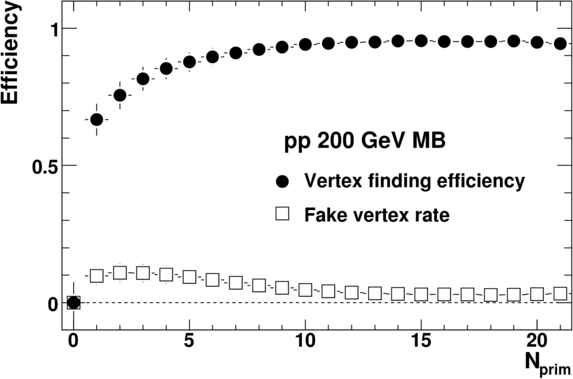 Efficiency
1
0.5
0
pp 200 GeV MB
Vertex finding efficiency
Fake vertex rate
0 5 10 15 20
Nprim